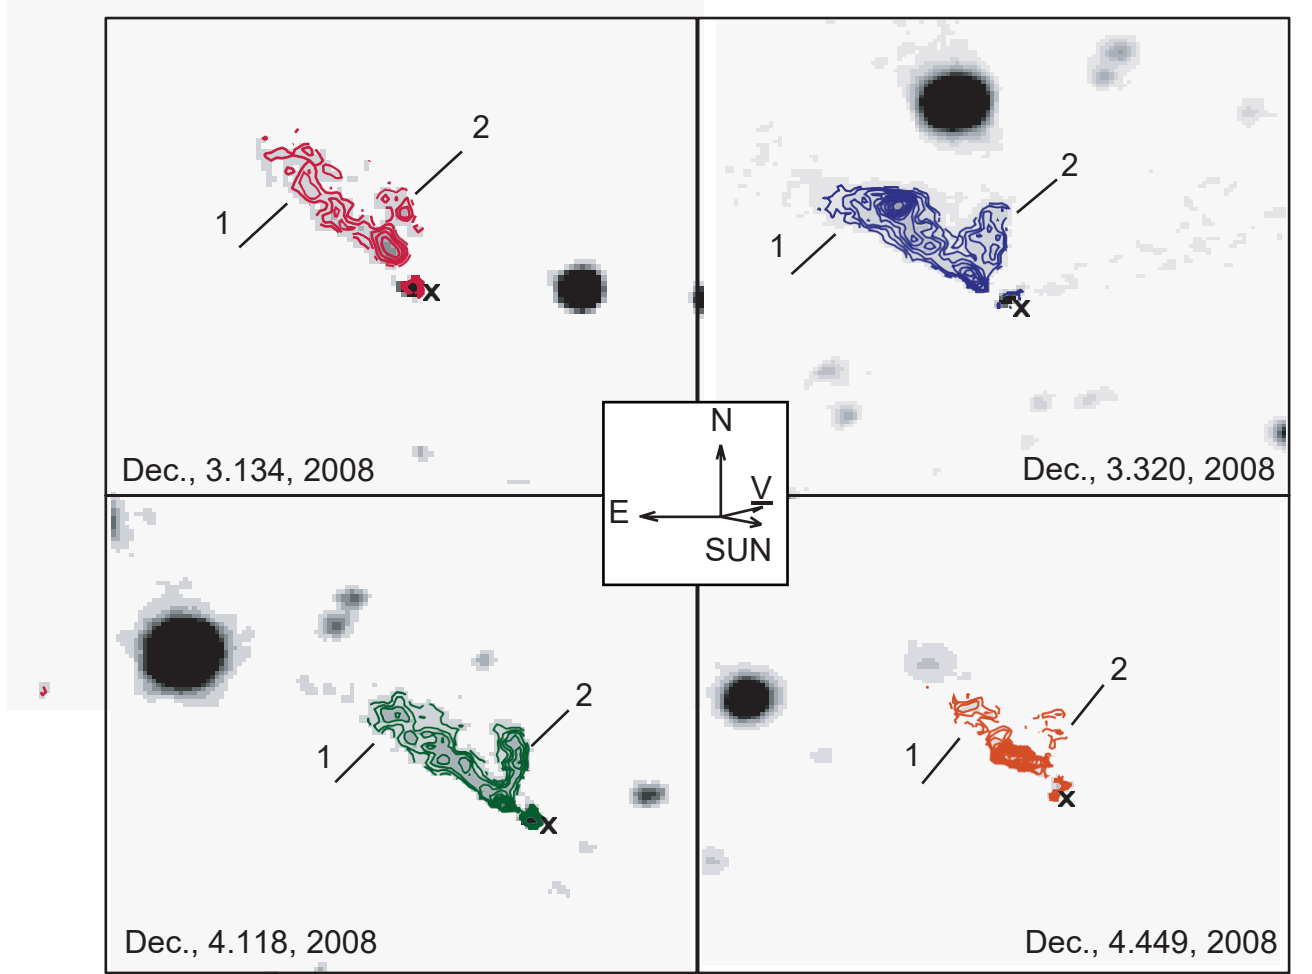 2
1
x
Dec., 3.134, 2008
2
1
x
Dec., 3.320, 2008
N
V
E
SUN
2
1
x
Dec., 4.118, 2008
2
1
x
Dec., 4.449, 2008